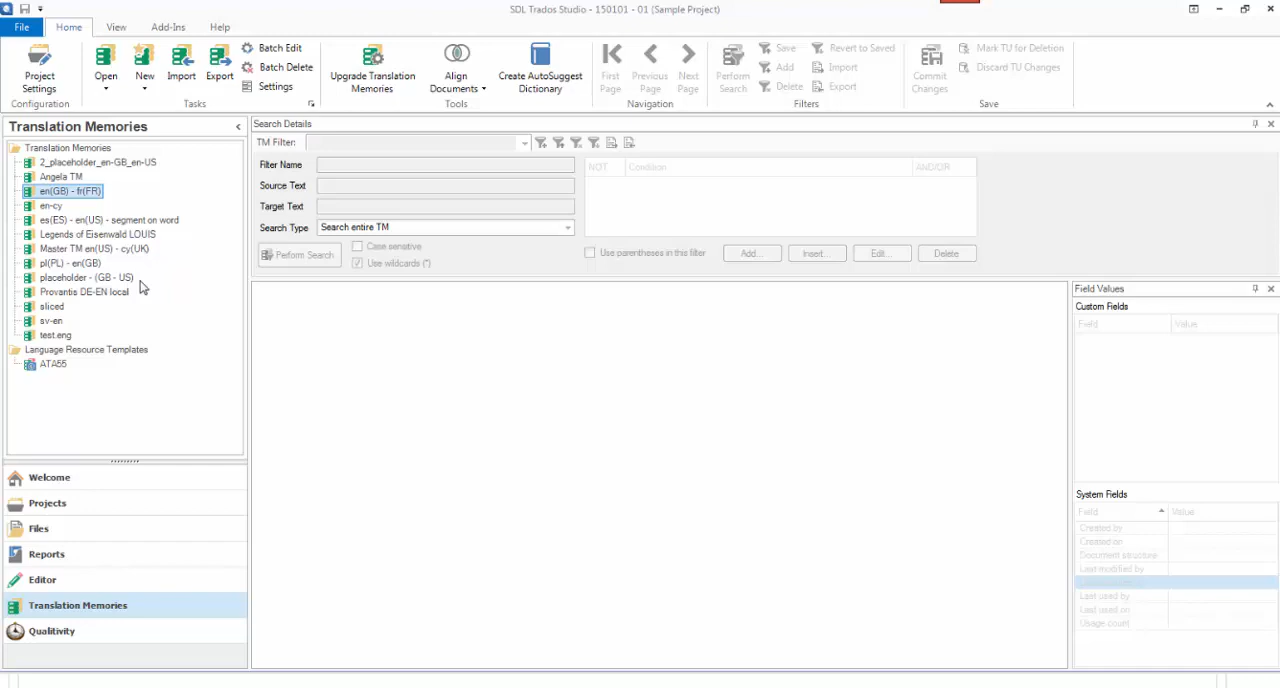 SDL Trados Studio - 150101 - 01 (Sample Project)
File
Home
View
Add-Ins
Help
Project Settings
Configuration
Open
New
Import
Export
Batch Edit
Batch Delete
Settings
Tasks
Upgrade Translation Memories
Align Documents
Create AutoSuggest Dictionary
Tools
First Page
Previous Page
Next Page
Navigation
Perform Search
Save
Add
Delete
Revert to Saved
Import
Export
Filters
Commit Changes
Mark TU for Deletion
Discard TU Changes
Save
Translation Memories
Translation Memories
2_placeholder_en-GB_en-US
Angela TM
en(GB) - fr(FR)
en-cy
es(ES) - en(US) - segment on word
Legends of Eisenwald LOUIS
Master TM en(US) - cy(UK)
pl(PL) - en(GB)
placeholder - (GB - US)
Provantis DE-EN local
sliced
sv-en
test.eng
Language Resource Templates
ATA55
Welcome
Projects
Files
Reports
Editor
Translation Memories
Qualitivity
Search Details
TM Filter:
Filter Name
Source Text
Target Text
Search Type
Search entire TM
Perform Search
Case sensitive
Use wildcards (*)
NOT
Condition
AND/OR
Use parentheses in this filter
Add...
Insert...
Edit...
Delete
Field Values
Custom Fields
Field
Value
System Fields
Field
Value
Created by
Created on
Document structure
Last modified by
Last used by
Last used on
Usage count